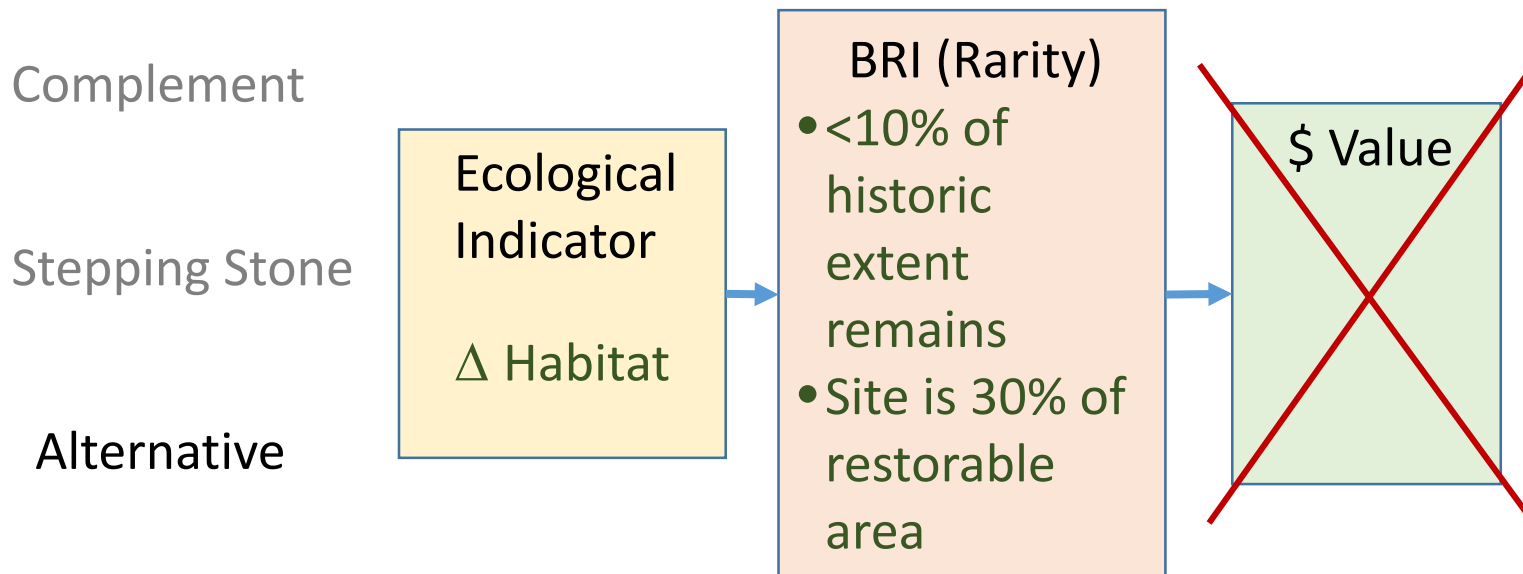 Complement
Stepping Stone
Alternative
Ecological
Indicator
Δ Habitat
BRI (Rarity)
•<10% of
historic
extent
remains
•Site is 30% of
restorable
area
$ Value